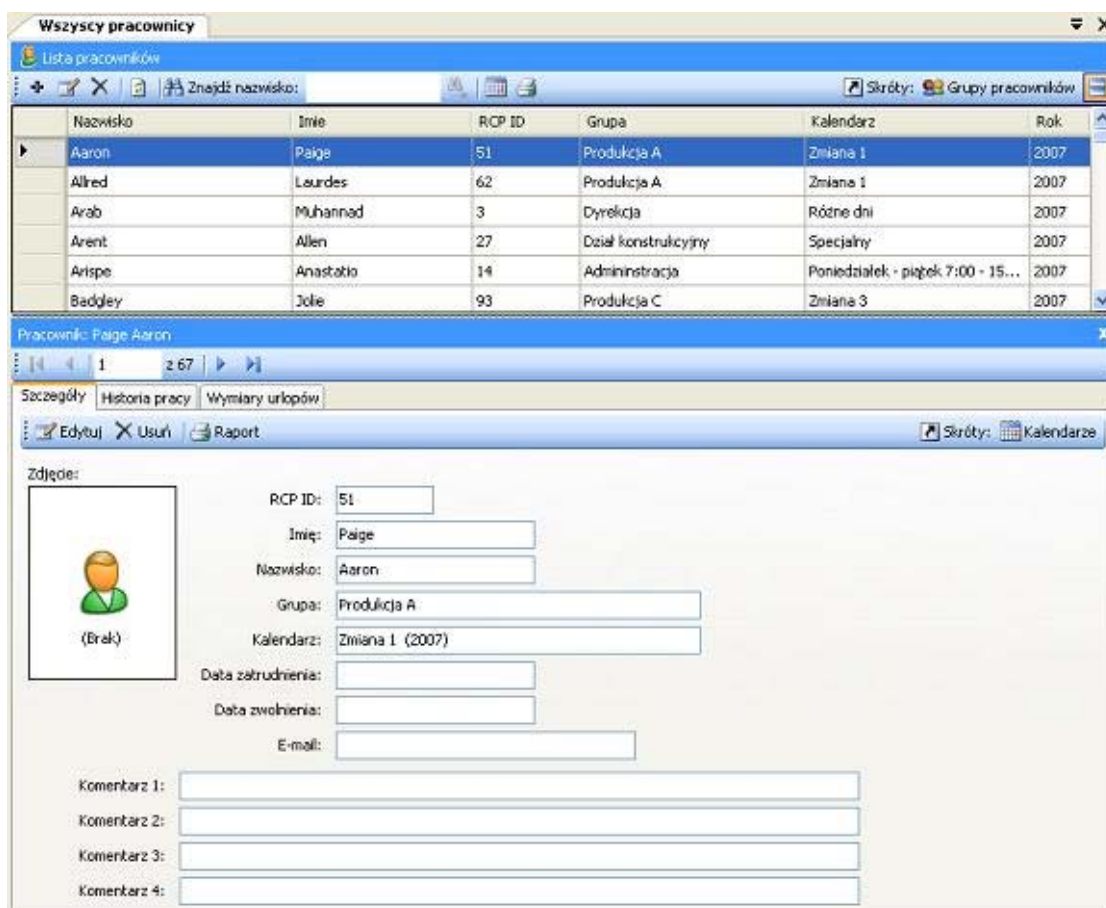 Wszyscy pracownicy
Lista pracowników
Znajdź nazwisko: Skróty: Grupy pracowników
Nazwisko Imie RCP ID Grupa Kalendarz Rok
Aaron Paige 51 Produkcja A Zmiana 1 2007
Allred Laurdes 62 Produkcja A Zmiana 1 2007
Arab Muhannad 3 Dyrekcja Różne dni 2007
Arent Allen 27 Dział konstrukcyjny Specjalny 2007
Arispe Anastatio 14 Admininstracja Poniedziałek - piątek 7:00 - 15... 2007
Badgley Jolie 93 Produkcja C Zmiana 3 2007
Pracownik: Paige Aaron
1 z 67
Szczegóły Historia pracy Wymiary urlopów
Edytuj Usuń Raport Skróty: Kalendarze
Zdjęcie:
(Brak)
RCP ID: 51
Imię: Paige
Nazwisko: Aaron
Grupa: Produkcja A
Kalendarz: Zmiana 1 (2007)
Data zatrudnienia:
Data zwolnienia:
E-mail:
Komentarz 1:
Komentarz 2:
Komentarz 3:
Komentarz 4: